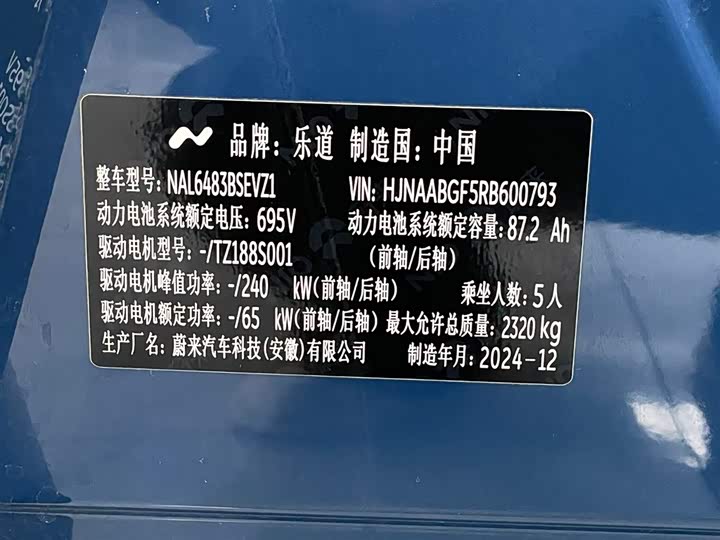 品牌: 乐道 制造国: 中国
整车型号: NAL6483BSEVZ1 VIN: HJNAABGF5RB600793
动力电池系统额定电压: 695V 动力电池系统额定容量: 87.2 Ah
驱动电机型号: -/TZ188S001 (前轴/后轴)
驱动电机峰值功率: -/240 kW(前轴/后轴) 乘坐人数: 5人
驱动电机额定功率: -/65 kW(前轴/后轴) 最大允许总质量: 2320kg
生产厂名: 蔚来汽车科技(安徽)有限公司 制造年月: 2024-12